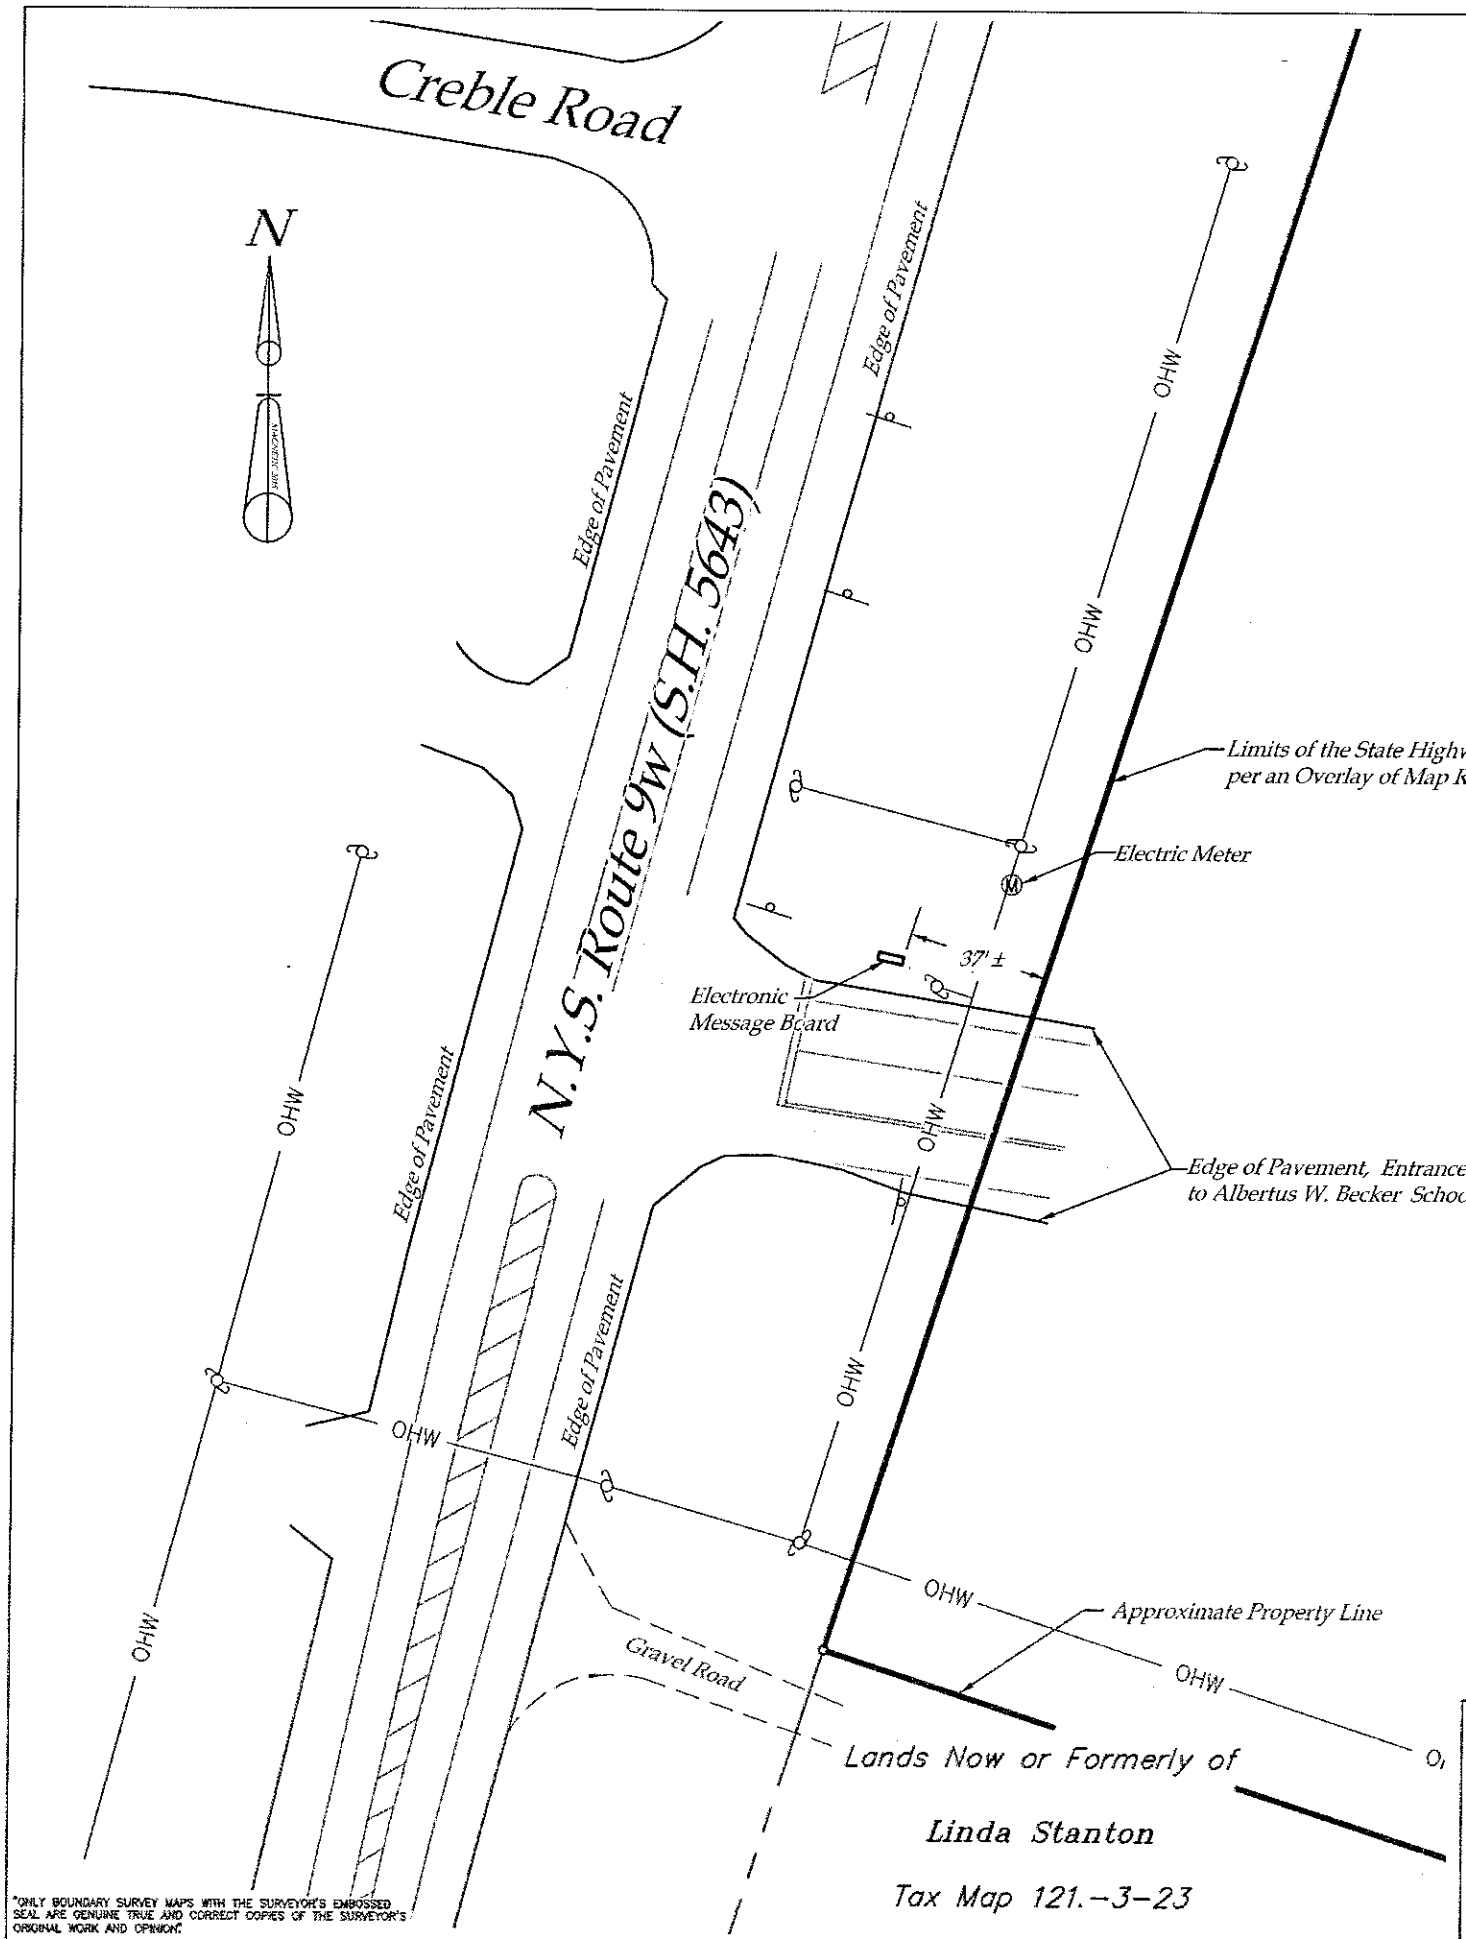 Creble Road
N
MAGNETIC 2015
Edge of Pavement
Edge of Pavement
OHW
N.Y.S. Route 9W (S.H. 5643)
OHW
Limits of the State Highw
per an Overlay of Map R
Electric Meter
M
37' ±
Electronic
Message Board
OHW
Edge of Pavement
OHW
Edge of Pavement, Entrance
to Albertus W. Becker Schoo
Edge of Pavement
OHW
OHW
OHW
Approximate Property Line
OHW
Gravel Road
OHW
Lands Now or Formerly of
Linda Stanton
Tax Map 121.-3-23
"ONLY BOUNDARY SURVEY MAPS WITH THE SURVEYOR'S EMBOSSED
SEAL ARE GENUINE TRUE AND CORRECT COPIES OF THE SURVEYOR'S
ORIGINAL WORK AND OPINION."